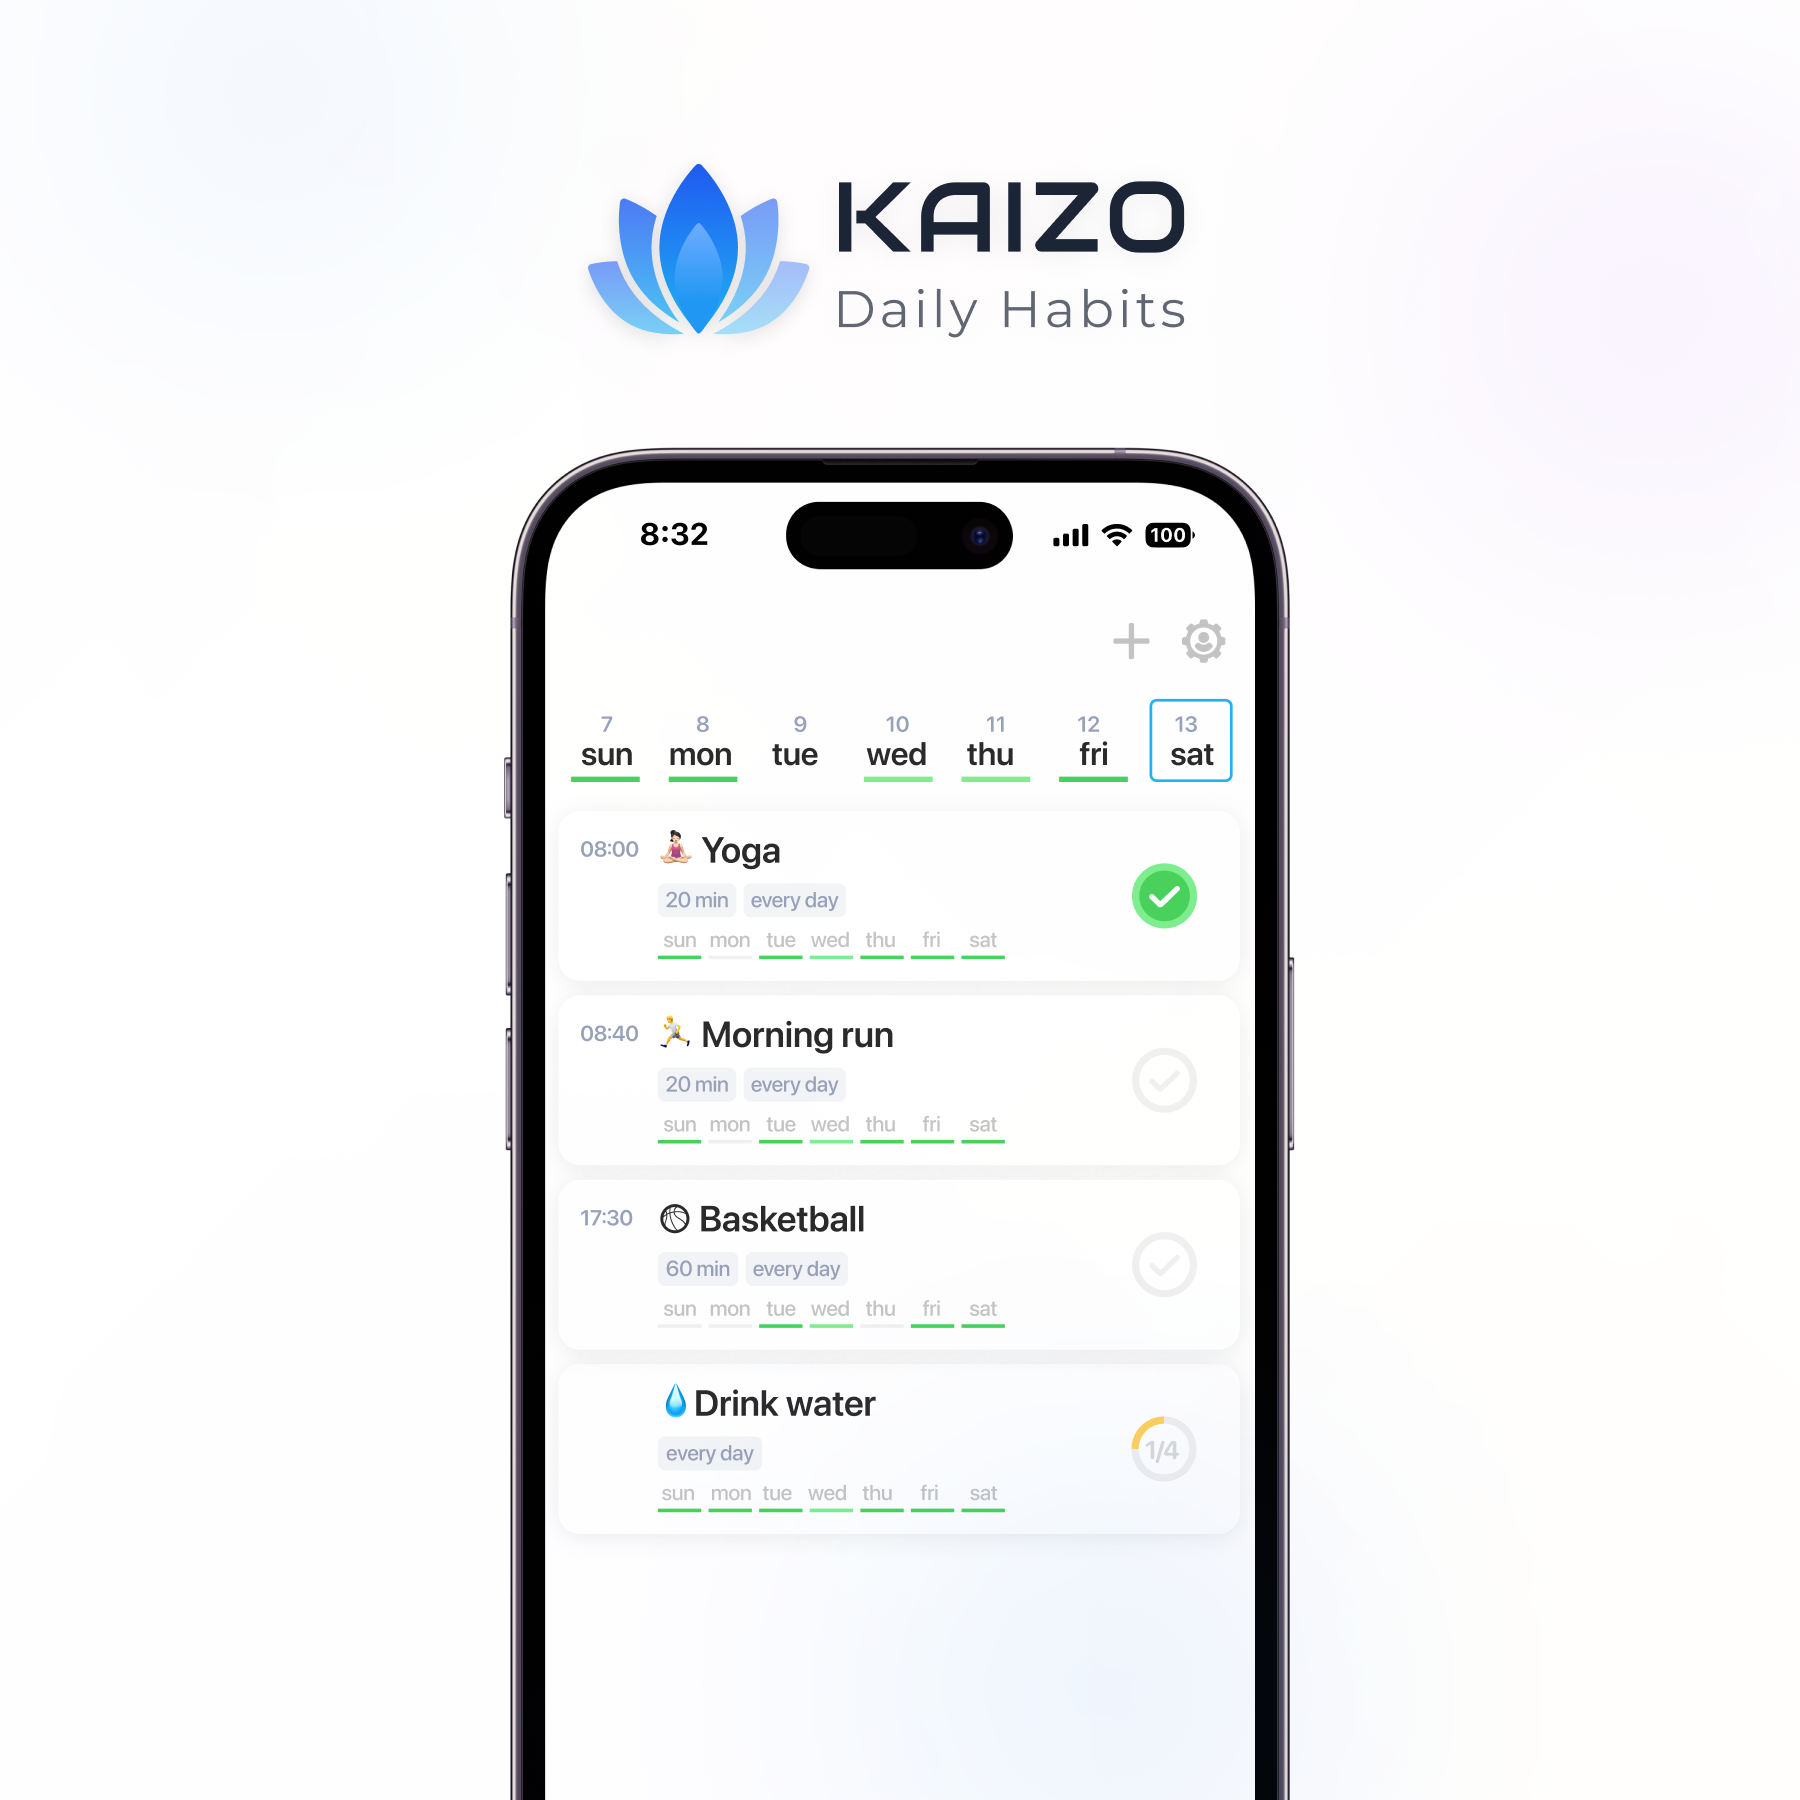 KAIZO
Daily Habits
8:32
100
7 8 9 10 11 12 13
sun mon tue wed thu fri sat
08:00 Yoga
20 min every day
sun mon tue wed thu fri sat
08:40 Morning run
20 min every day
sun mon tue wed thu fri sat
17:30 Basketball
60 min every day
sun mon tue wed thu fri sat
Drink water
every day
1/4
sun mon tue wed thu fri sat